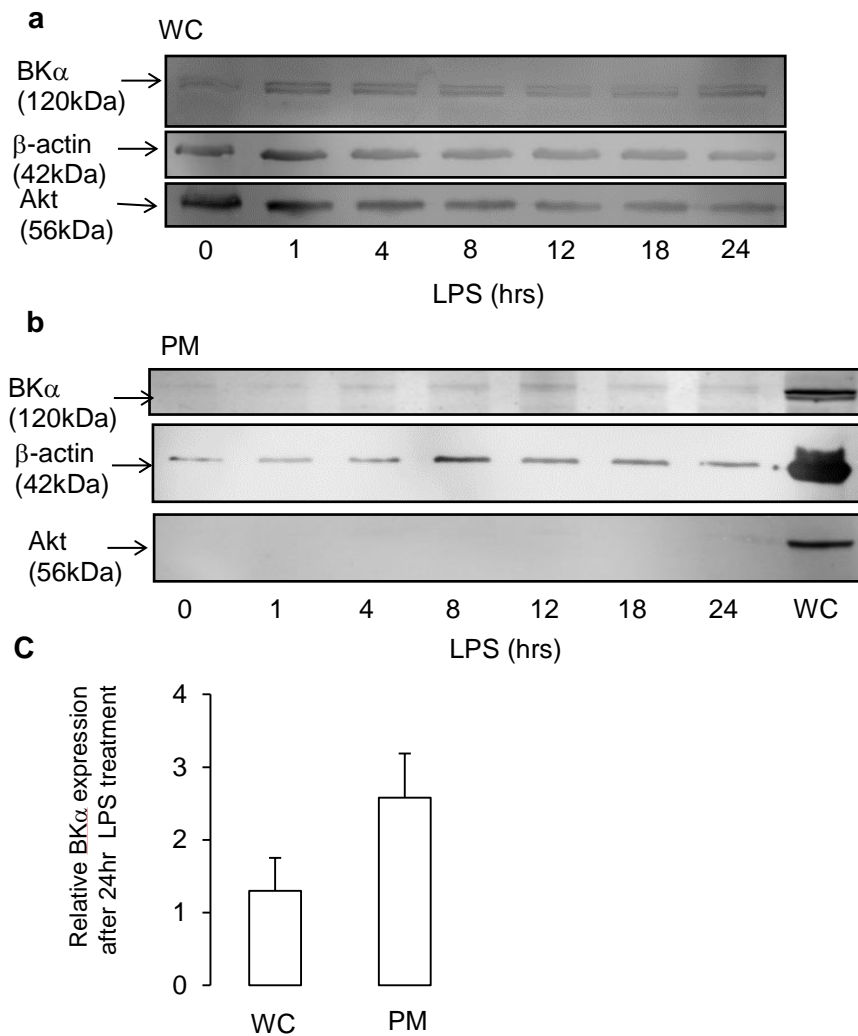 a
WC
BKα
(120kDa)
β-actin
(42kDa)
Akt
(56kDa)
0 1 4 8 12 18 24
LPS (hrs)
b
PM
BKα
(120kDa)
β-actin
(42kDa)
Akt
(56kDa)
0 1 4 8 12 18 24 WC
LPS (hrs)
C
Relative BKα expression
after 24hr LPS treatment
4
3
2
1
0
WC PM